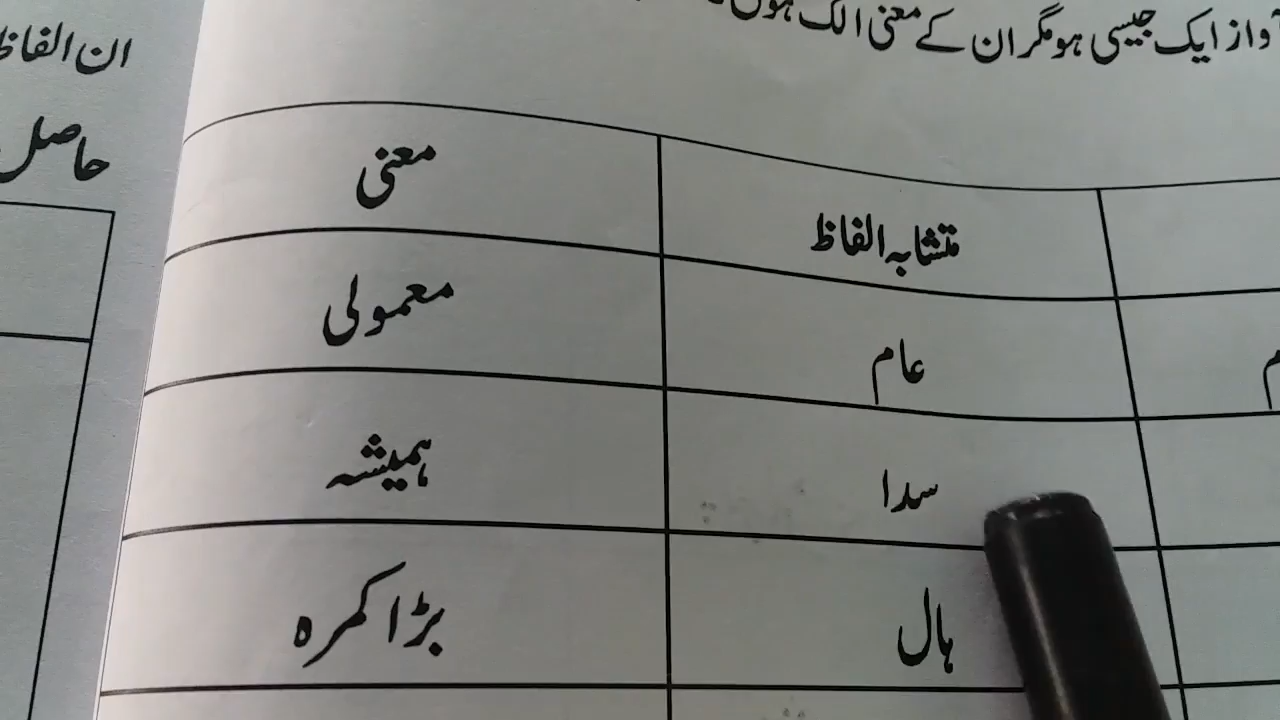 آواز ایک جیسی ہو مگر ان کے معنی الگ ہوں
متشابہ الفاظ معنی
عام معمولی
سدا ہمیشہ
ہال بڑا کمرہ
ان الفاظ
حاصل